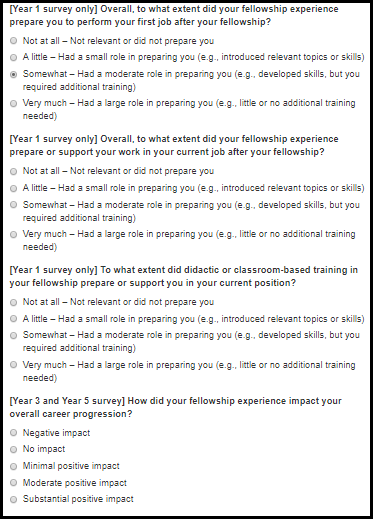 [Year 1 survey only] Overall, to what extent did your fellowship experience
prepare you to perform your first job after your fellowship?
Not at all – Not relevant or did not prepare you
A little – Had a small role in preparing you (e.g., introduced relevant topics or skills)
Somewhat – Had a moderate role in preparing you (e.g., developed skills, but you
required additional training)
Very much – Had a large role in preparing you (e.g., little or no additional training
needed)
[Year 1 survey only] Overall, to what extent did your fellowship experience
prepare or support your work in your current job after your fellowship?
Not at all – Not relevant or did not prepare you
A little – Had a small role in preparing you (e.g., introduced relevant topics or skills)
Somewhat – Had a moderate role in preparing you (e.g., developed skills, but you
required additional training)
Very much – Had a large role in preparing you (e.g., little or no additional training
needed)
[Year 1 survey only] To what extent did didactic or classroom-based training in
your fellowship prepare or support you in your current position?
Not at all – Not relevant or did not prepare you
A little – Had a small role in preparing you (e.g., introduced relevant topics or skills)
Somewhat – Had a moderate role in preparing you (e.g., developed skills, but you
required additional training)
Very much – Had a large role in preparing you (e.g., little or no additional training
needed)
[Year 3 and Year 5 survey] How did your fellowship experience impact your
overall career progression?
Negative impact
No impact
Minimal positive impact
Moderate positive impact
Substantial positive impact